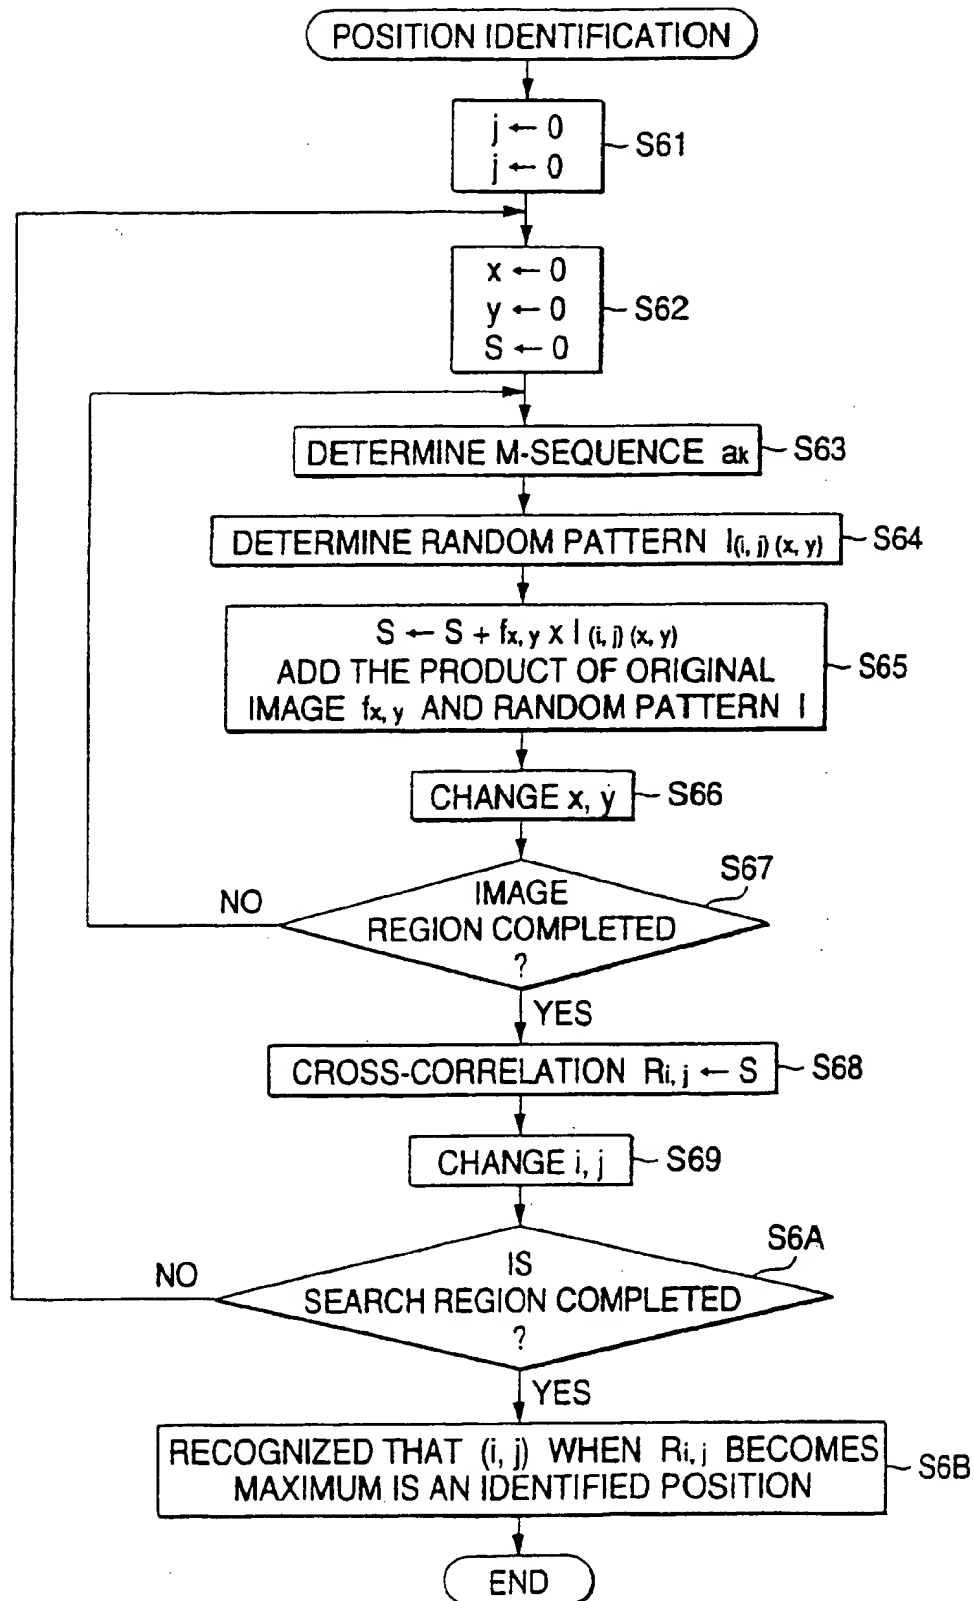 POSITION IDENTIFICATION
j ← 0
j ← 0
S61
x ← 0
y ← 0
S ← 0
S62
DETERMINE M-SEQUENCE ak
S63
DETERMINE RANDOM PATTERN I(i, j) (x, y)
S64
S ← S + fx, y x I (i, j) (x, y)
ADD THE PRODUCT OF ORIGINAL
IMAGE fx, y AND RANDOM PATTERN I
S65
CHANGE x, y
S66
S67
IMAGE
REGION COMPLETED
?
NO
YES
CROSS-CORRELATION Ri, j ← S
S68
CHANGE i, j
S69
S6A
IS
SEARCH REGION COMPLETED
?
NO
YES
RECOGNIZED THAT (i, j) WHEN Ri, j BECOMES
MAXIMUM IS AN IDENTIFIED POSITION
S6B
END